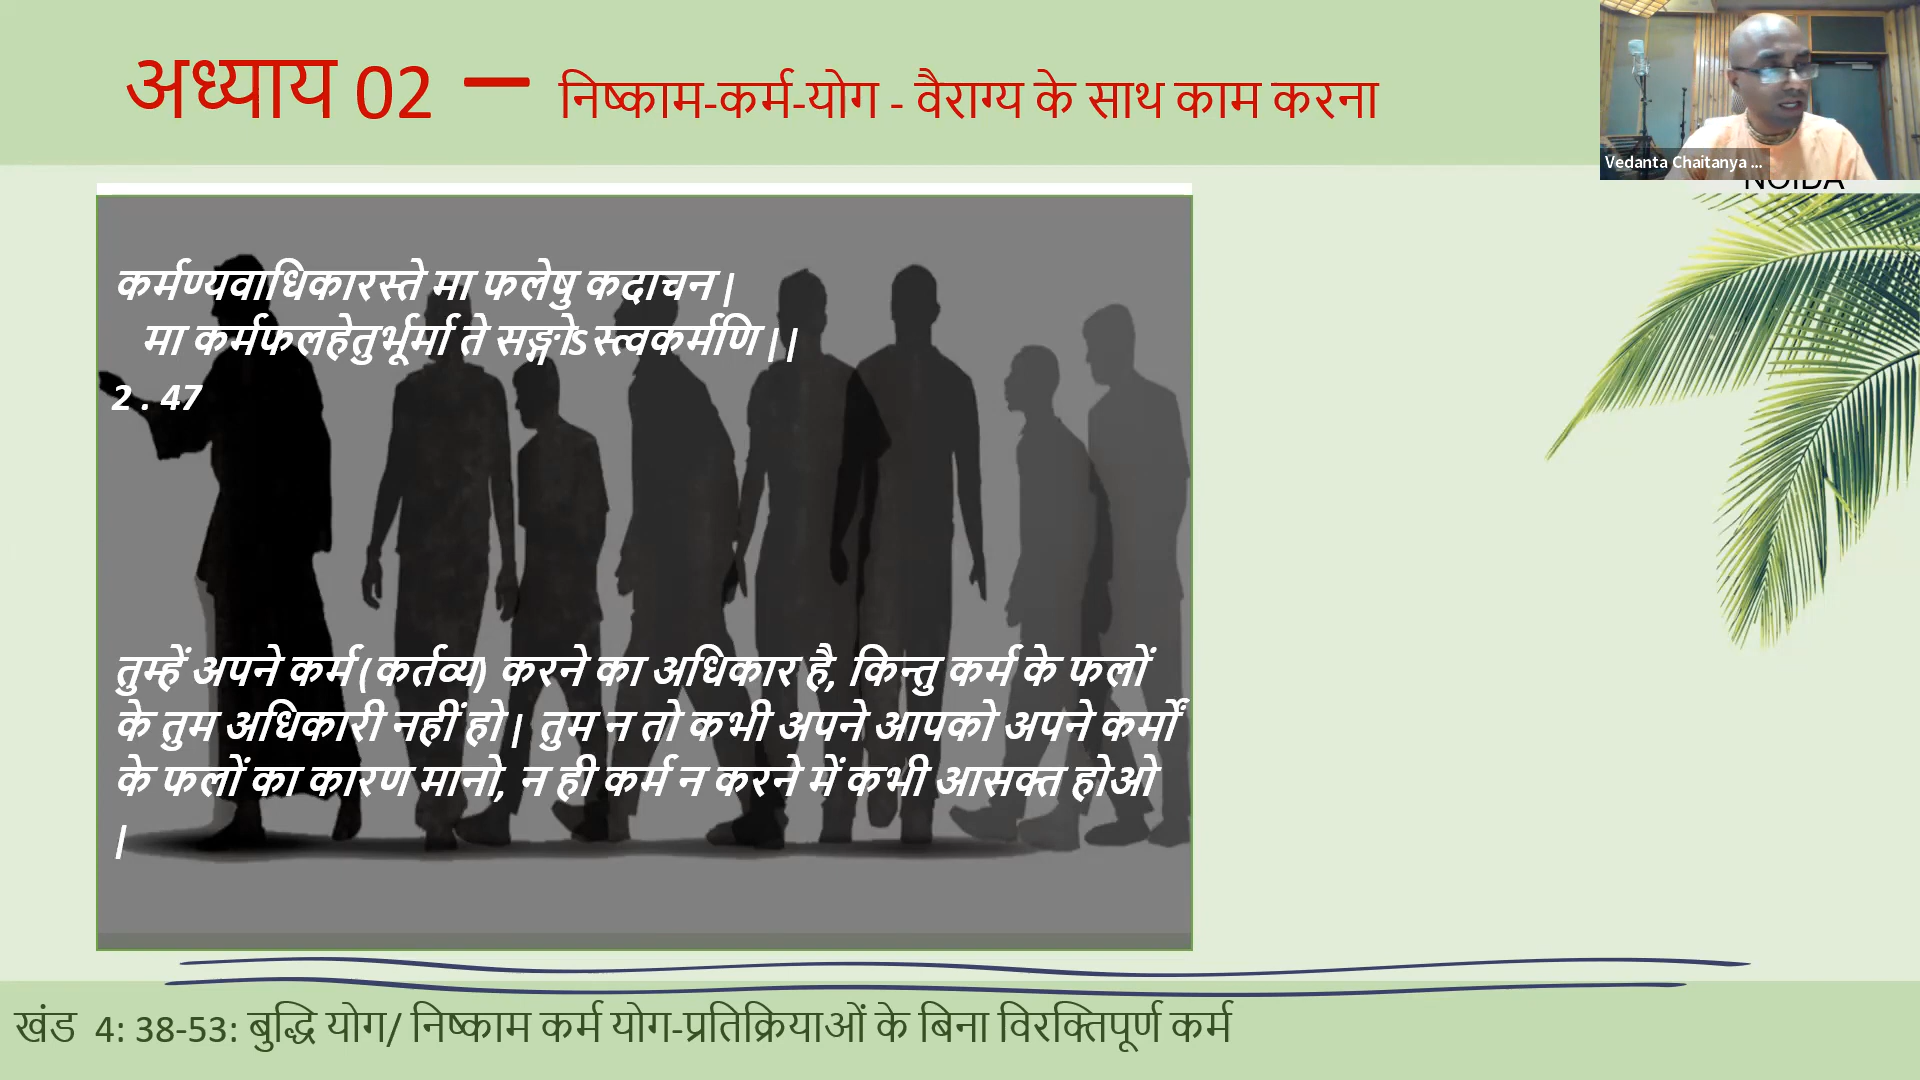 अध्याय 02 – निष्काम-कर्म-योग - वैराग्य के साथ काम करना
Vedanta Chaitanya ...
NOIDA
कर्मण्यवाधिकारस्ते मा फलेषु कदाचन |
मा कर्मफलहेतुर्भूर्मा ते सङ्गोSस्त्वकर्मणि ||
2 . 47
तुम्हें अपने कर्म (कर्तव्य) करने का अधिकार है, किन्तु कर्म के फलों
के तुम अधिकारी नहीं हो | तुम न तो कभी अपने आपको अपने कर्मों
के फलों का कारण मानो, न ही कर्म न करने में कभी आसक्त होओ
|
खंड 4: 38-53: बुद्धि योग/ निष्काम कर्म योग-प्रतिक्रियाओं के बिना विरक्तिपूर्ण कर्म